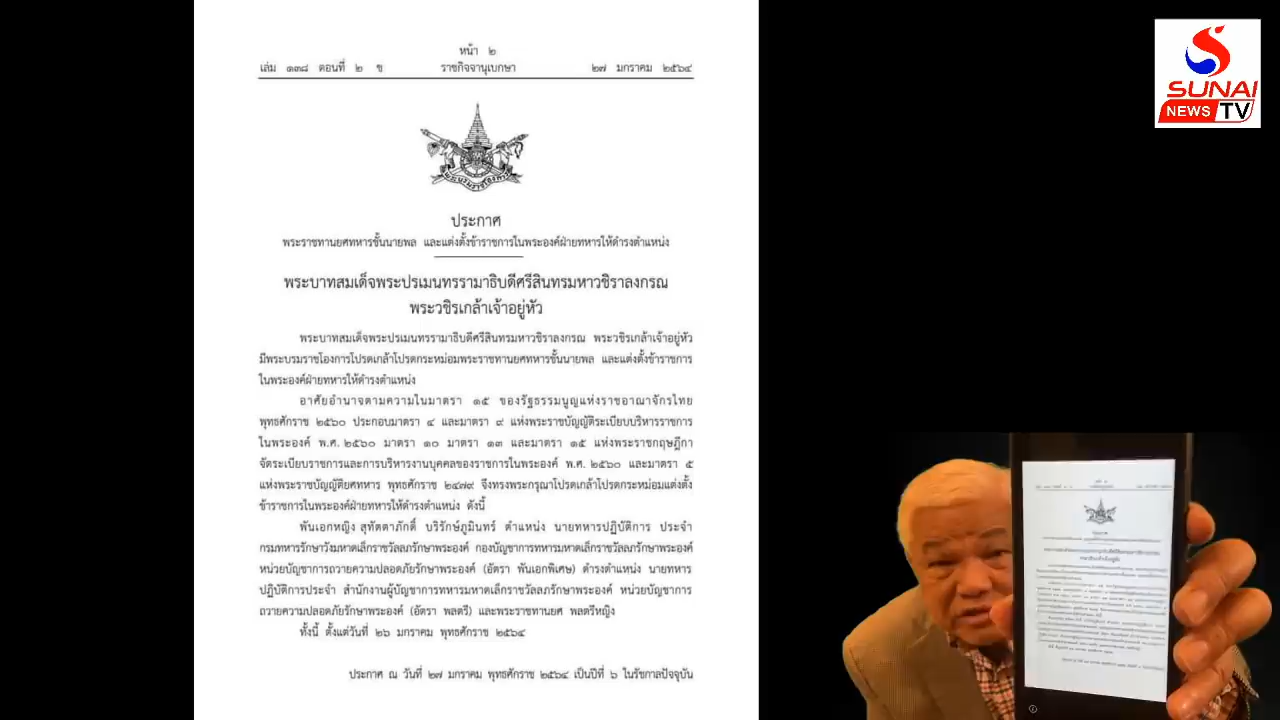 หน้า ๒
เล่ม ๑๓๘ ตอนที่ ๒ ข ราชกิจจานุเบกษา ๒๗ มกราคม ๒๕๖๔
ประกาศ
พระราชทานยศทหารชั้นนายพล และแต่งตั้งข้าราชการในพระองค์ฝ่ายทหารให้ดำรงตำแหน่ง
พระบาทสมเด็จพระปรเมนทรรามาธิบดีศรีสินทรมหาวชิราลงกรณ
พระวชิรเกล้าเจ้าอยู่หัว
พระบาทสมเด็จพระปรเมนทรรามาธิบดีศรีสินทรมหาวชิราลงกรณ พระวชิรเกล้าเจ้าอยู่หัว
มีพระบรมราชโองการโปรดเกล้าโปรดกระหม่อมพระราชทานยศทหารชั้นนายพล และแต่งตั้งข้าราชการ
ในพระองค์ฝ่ายทหารให้ดำรงตำแหน่ง
อาศัยอำนาจตามความในมาตรา ๑๕ ของรัฐธรรมนูญแห่งราชอาณาจักรไทย
พุทธศักราช ๒๕๖๐ ประกอบมาตรา ๔ และมาตรา ๙ แห่งพระราชบัญญัติระเบียบบริหารราชการ
ในพระองค์ พ.ศ. ๒๕๖๐ มาตรา ๑๐ มาตรา ๑๓ และมาตรา ๑๕ แห่งพระราชกฤษฎีกา
จัดระเบียบราชการและการบริหารงานบุคคลของราชการในพระองค์ พ.ศ. ๒๕๖๐ และมาตรา ๕
แห่งพระราชบัญญัติยศทหาร พุทธศักราช ๒๔๗๙ จึงทรงพระกรุณาโปรดเกล้าโปรดกระหม่อมแต่งตั้ง
ข้าราชการในพระองค์ฝ่ายทหารให้ดำรงตำแหน่ง ดังนี้
พันเอกหญิง สุทัตตาภักดิ์ บริรักษ์ภูมินทร์ ตำแหน่ง นายทหารปฏิบัติการ ประจำ
กรมทหารรักษาวังมหาดเล็กราชวัลลภรักษาพระองค์ กองบัญชาการทหารมหาดเล็กราชวัลลภรักษาพระองค์
หน่วยบัญชาการถวายความปลอดภัยรักษาพระองค์ (อัตรา พันเอกพิเศษ) ดำรงตำแหน่ง นายทหาร
ปฏิบัติการประจำ สำนักงานผู้บัญชาการทหารมหาดเล็กราชวัลลภรักษาพระองค์ หน่วยบัญชาการ
ถวายความปลอดภัยรักษาพระองค์ (อัตรา พลตรี) และพระราชทานยศ พลตรีหญิง
ทั้งนี้ ตั้งแต่วันที่ ๒๖ มกราคม พุทธศักราช ๒๕๖๔
ประกาศ ณ วันที่ ๒๗ มกราคม พุทธศักราช ๒๕๖๔ เป็นปีที่ ๖ ในรัชกาลปัจจุบัน
SUNAI
NEWS TV